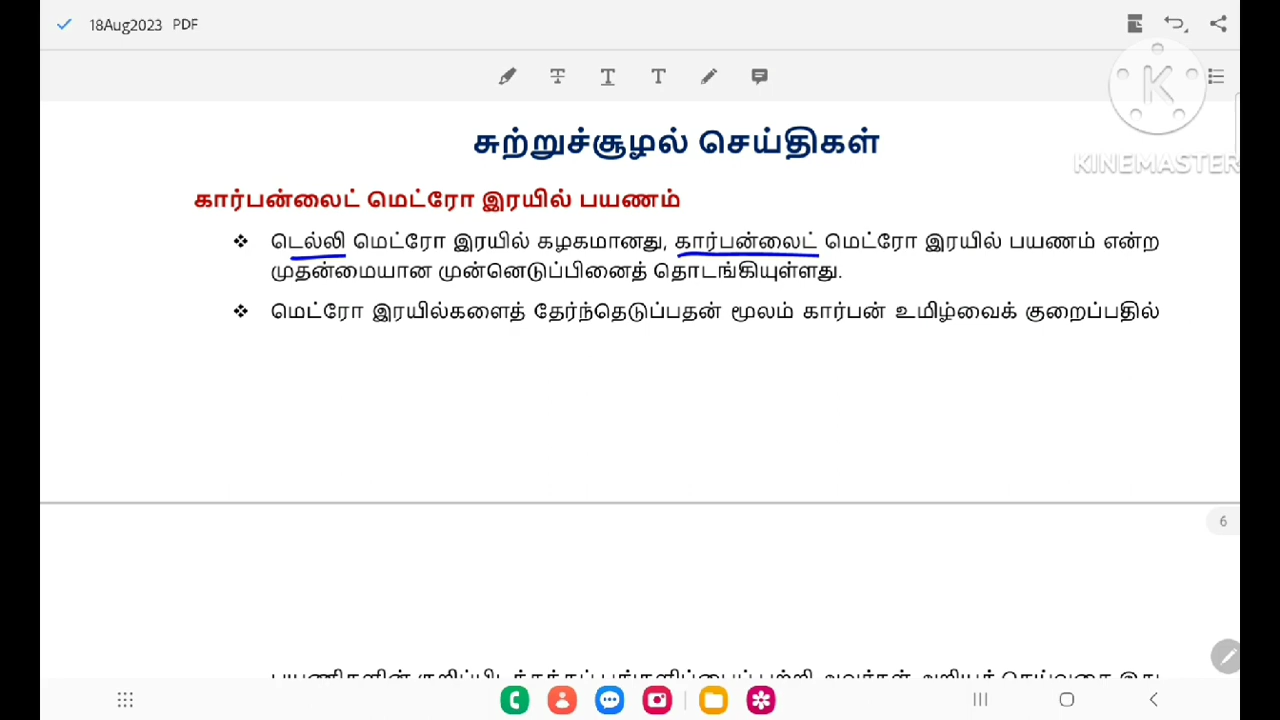 18Aug2023 PDF
KINEMASTER
சுற்றுச்சூழல் செய்திகள்
கார்பன்லைட் மெட்ரோ இரயில் பயணம்
❖ டெல்லி மெட்ரோ இரயில் கழகமானது, கார்பன்லைட் மெட்ரோ இரயில் பயணம் என்ற
முதன்மையான முன்னெடுப்பினைத் தொடங்கியுள்ளது.
❖ மெட்ரோ இரயில்களைத் தேர்ந்தெடுப்பதன் மூலம் கார்பன் உமிழ்வைக் குறைப்பதில்
6